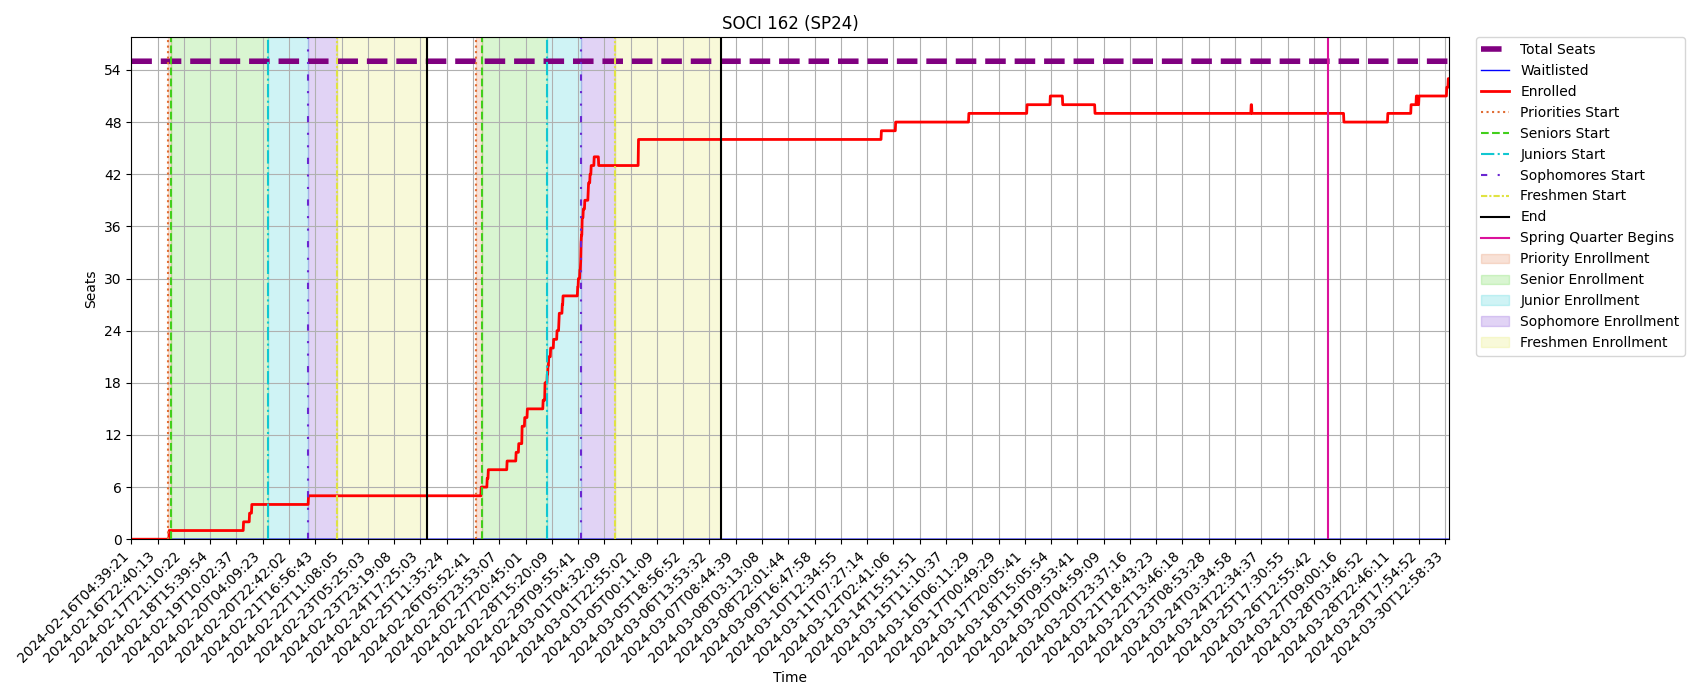 SOCI 162 (SP24)
Seats
54
48
42
36
30
24
18
12
6
0
2024-02-16T04:39:21
2024-02-16T22:40:13
2024-02-17T21:10:22
2024-02-18T15:39:54
2024-02-19T10:02:37
2024-02-20T04:09:23
2024-02-20T22:42:02
2024-02-21T16:56:43
2024-02-22T11:08:05
2024-02-23T05:25:03
2024-02-23T23:19:08
2024-02-24T17:25:03
2024-02-25T11:35:24
2024-02-26T05:52:41
2024-02-26T23:53:07
2024-02-27T20:45:01
2024-02-28T15:20:09
2024-02-29T09:55:41
2024-03-01T04:32:09
2024-03-01T22:55:02
2024-03-05T00:11:09
2024-03-05T18:56:52
2024-03-06T13:53:32
2024-03-07T08:44:39
2024-03-08T03:13:08
2024-03-08T22:01:44
2024-03-09T16:47:58
2024-03-10T12:34:55
2024-03-11T07:27:14
2024-03-12T02:41:06
2024-03-14T15:51:51
2024-03-15T11:10:37
2024-03-16T06:11:29
2024-03-17T00:49:29
2024-03-17T20:05:41
2024-03-18T15:05:54
2024-03-19T09:53:41
2024-03-20T04:59:09
2024-03-20T23:37:16
2024-03-21T18:43:23
2024-03-22T13:46:18
2024-03-23T08:53:28
2024-03-24T03:34:58
2024-03-24T22:34:37
2024-03-25T17:30:55
2024-03-26T12:55:42
2024-03-27T09:00:16
2024-03-28T03:46:52
2024-03-28T22:46:11
2024-03-29T17:54:52
2024-03-30T12:58:33
Time
Total Seats
Waitlisted
Enrolled
Priorities Start
Seniors Start
Juniors Start
Sophomores Start
Freshmen Start
End
Spring Quarter Begins
Priority Enrollment
Senior Enrollment
Junior Enrollment
Sophomore Enrollment
Freshmen Enrollment